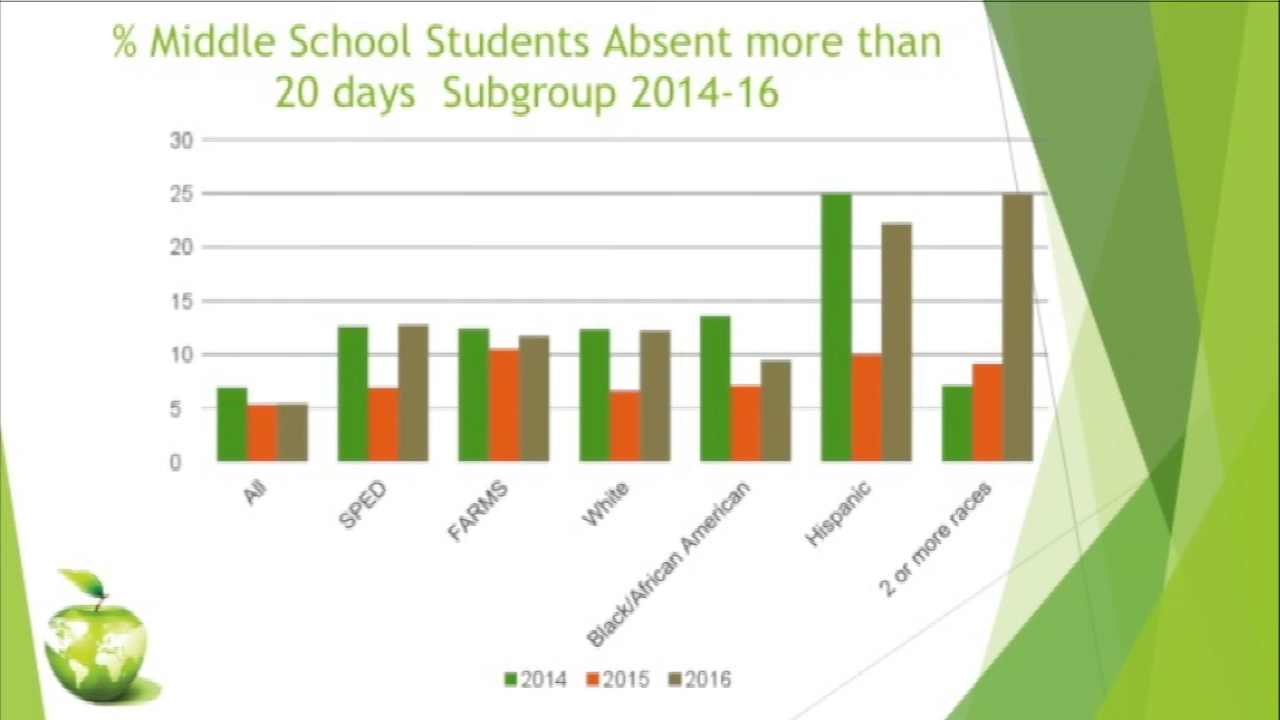 % Middle School Students Absent more than
20 days Subgroup 2014-16
30
25
20
15
10
5
0
All
SPED
FARMS
White
Black/African American
Hispanic
2 or more races
2014 2015 2016